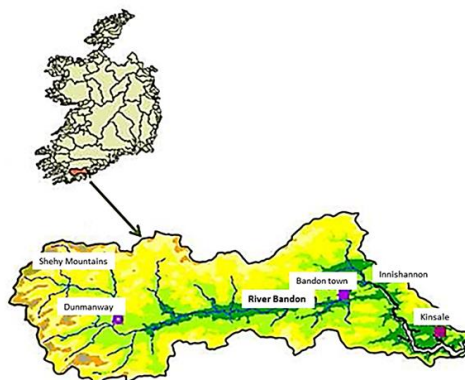 Shehy Mountains
Innishannon
Bandon town
River Bandon
Dunmanway
Kinsale